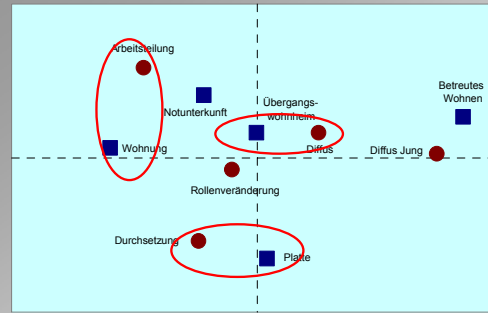 Arbeitsteilung
Betreutes
Wohnen
Notunterkunft
Übergangs-
wohnheim
Wohnung
Diffus
Diffus Jung
Rollenveränderung
Durchsetzung
Platte